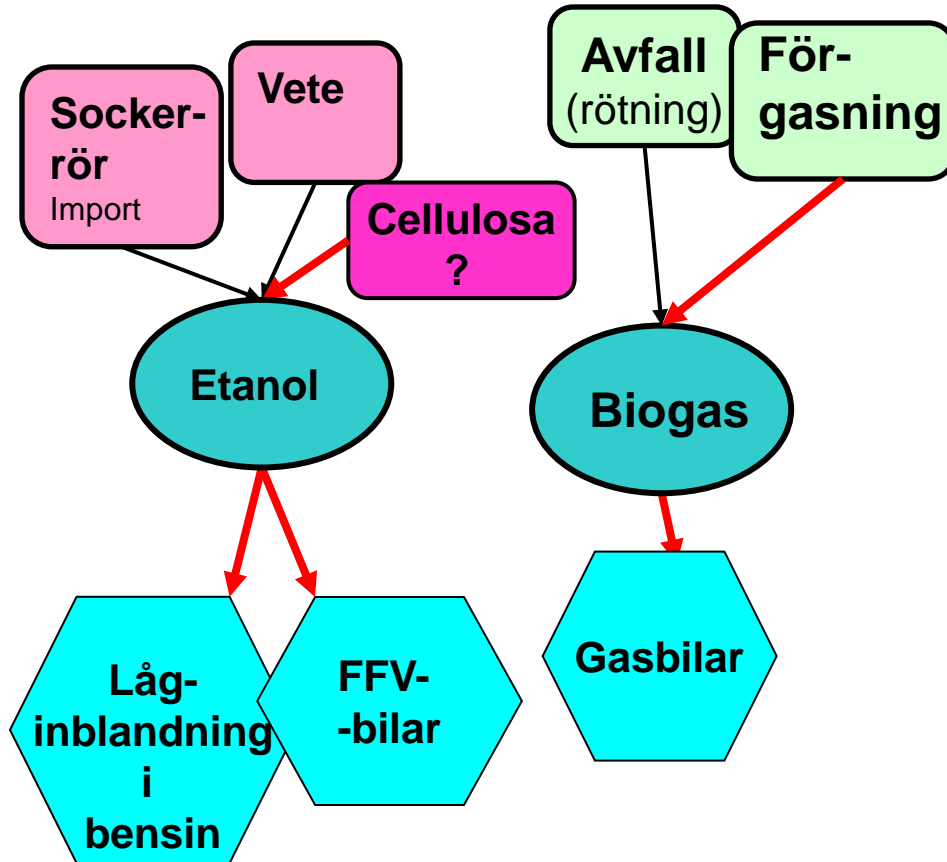 Socker-
rör
Import
Vete
Cellulosa
?
Avfall
(rötning)
För-
gasning
Etanol
Biogas
Låg-
inblandning
i
bensin
FFV-
-bilar
Gasbilar